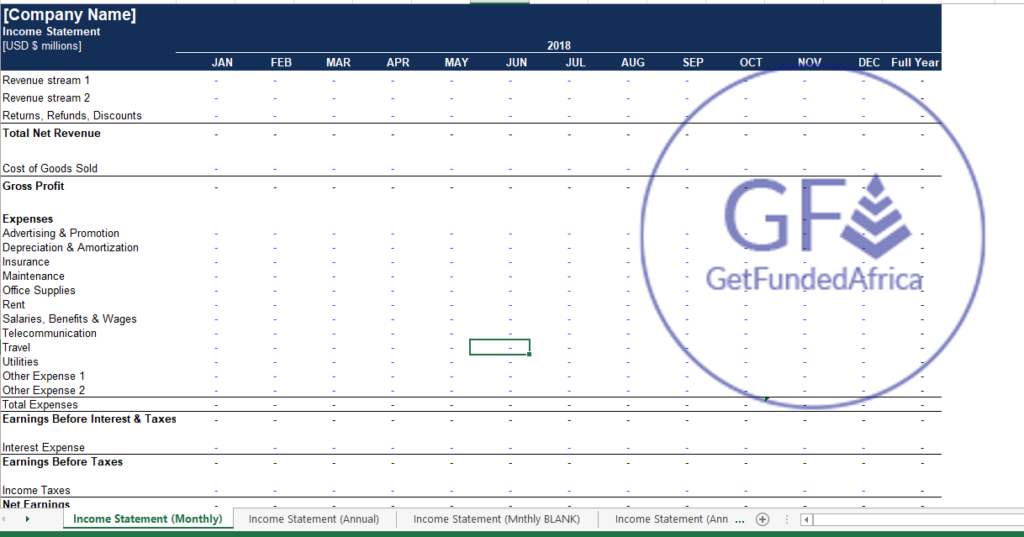 [Company Name]
Income Statement
[USD $ millions] 2018
JAN FEB MAR APR MAY JUN JUL AUG SEP OCT NOV DEC Full Year
Revenue stream 1 - - - - - - - - - - - - -
Revenue stream 2 - - - - - - - - - - - - -
Returns, Refunds, Discounts - - - - - - - - - - - - -
Total Net Revenue - - - - - - - - - - - - -
Cost of Goods Sold - - - - - - - - - - - - -
Gross Profit - - - - - - - - - - - - -
Expenses
Advertising & Promotion - - - - - - - - - - - - -
Depreciation & Amortization - - - - - - - - - - - - -
Insurance - - - - - - - - - - - - -
Maintenance - - - - - - - - - - - - -
Office Supplies - - - - - - - - - - - - -
Rent - - - - - - - - - - - - -
Salaries, Benefits & Wages - - - - - - - - - - - - -
Telecommunication - - - - - - - - - - - - -
Travel - - - - - - - - - - - - -
Utilities - - - - - - - - - - - - -
Other Expense 1 - - - - - - - - - - - - -
Other Expense 2 - - - - - - - - - - - - -
Total Expenses - - - - - - - - - - - - -
Earnings Before Interest & Taxes - - - - - - - - - - - - -
Interest Expense - - - - - - - - - - - - -
Earnings Before Taxes - - - - - - - - - - - - -
Income Taxes - - - - - - - - - - - - -
Net Earnings - - - - - - - - - - - - -
GF
GetFundedAfrica
Income Statement (Monthly) Income Statement (Annual) Income Statement (Mnthly BLANK) Income Statement (Ann ...